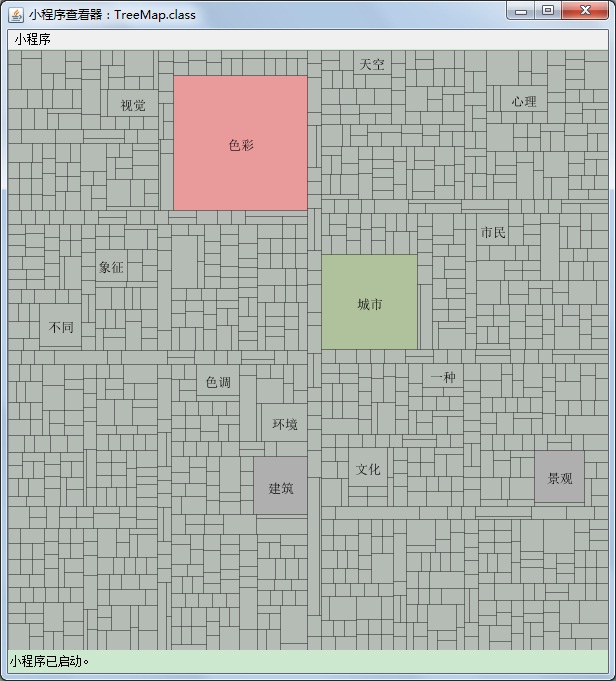 小程序查看器：TreeMap.class
小程序
天空
视觉
心理
色彩
市民
象征
城市
不同
色调
一种
环境
文化
建筑
景观
小程序已启动。